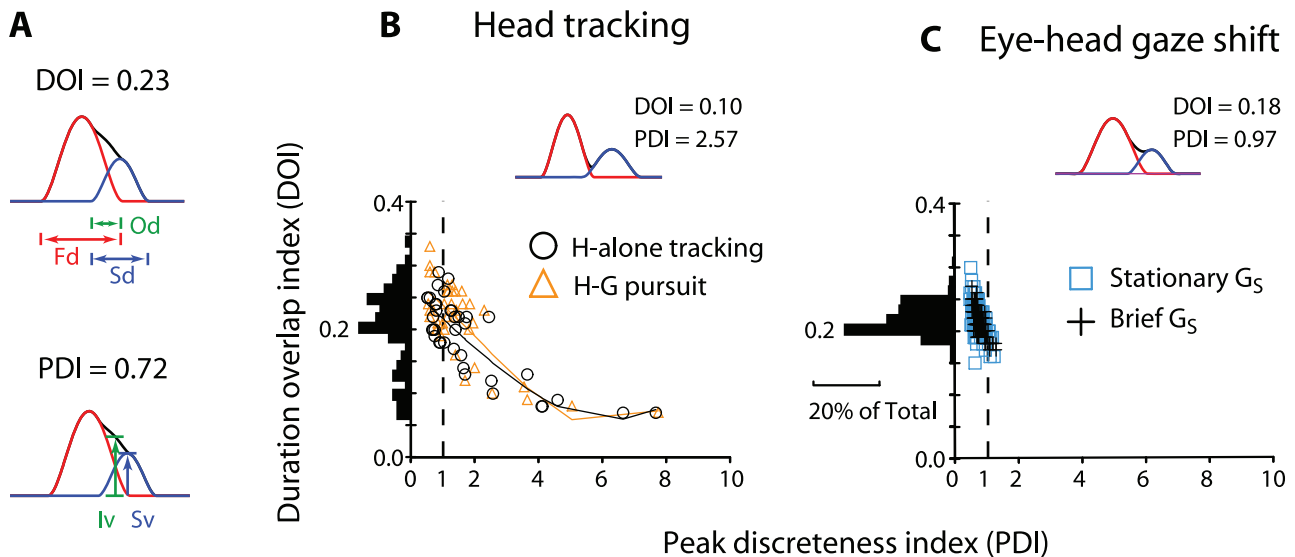 A
B
Head tracking
C
Eye-head gaze shift
DOI = 0.23
Od
Fd
Sd
PDI = 0.72
Iv
Sv
Duration overlap index (DOI)
DOI = 0.10
PDI = 2.57
0.4
0.2
0.0
H-alone tracking
H-G pursuit
0
2
4
6
8
10
1
DOI = 0.18
PDI = 0.97
0.4
0.2
0.0
Stationary GS
Brief GS
20% of Total
0
1
2
4
6
8
10
Peak discreteness index (PDI)